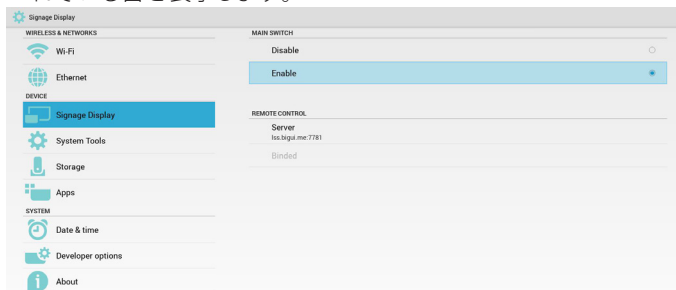 Signage Display
WIRELESS & NETWORKS
Wi-Fi
Ethernet
DEVICE
Signage Display
System Tools
Storage
Apps
SYSTEM
Date & time
Developer options
About
MAIN SWITCH
Disable
Enable
REMOTE CONTROL
Server
lss.bigui.me:7781
Binded